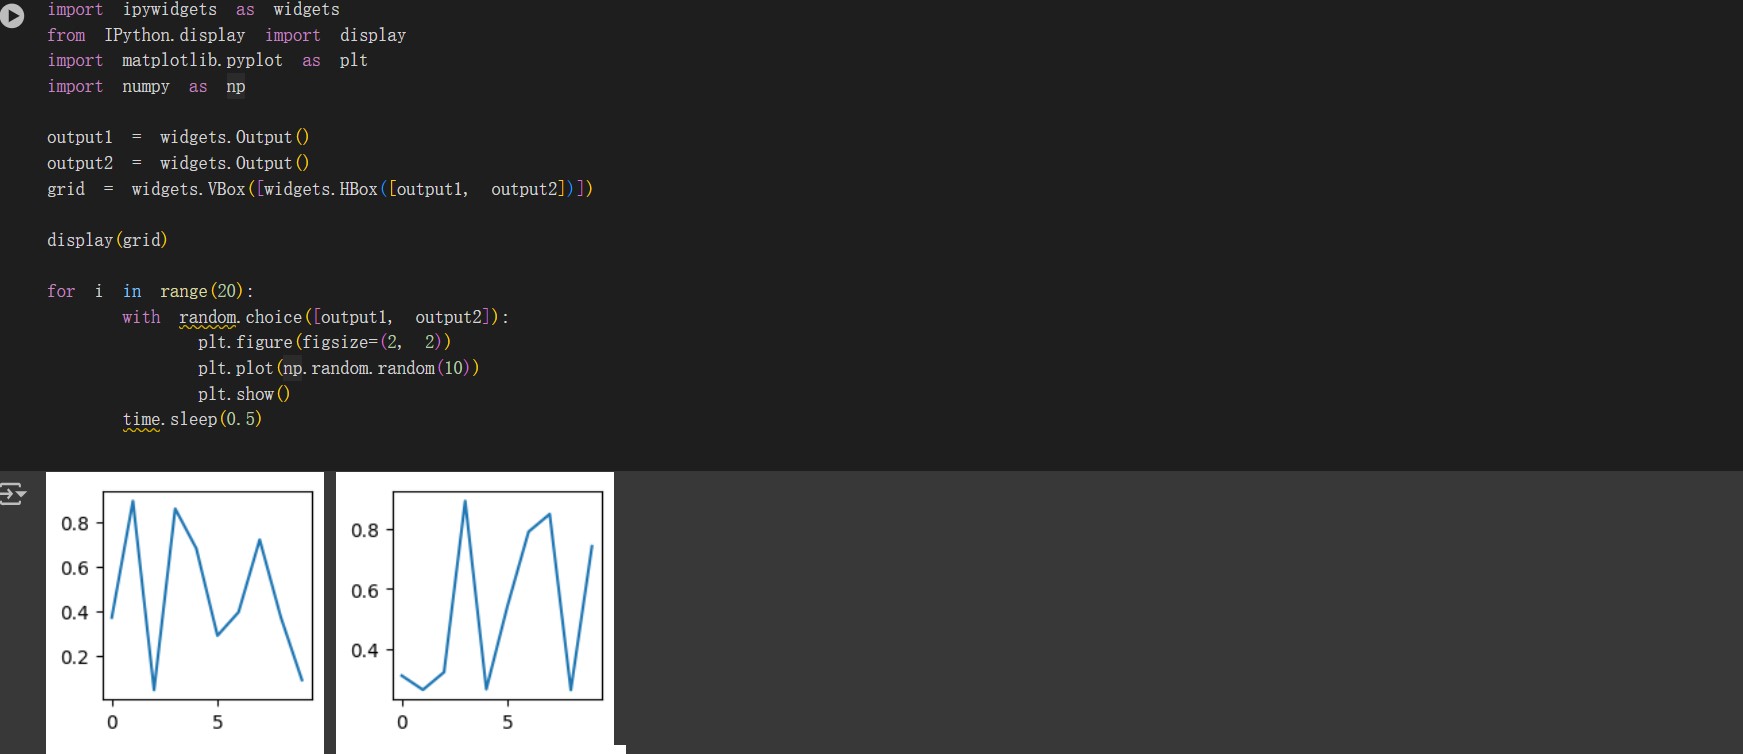 import ipywidgets as widgets
from IPython.display import display
import matplotlib.pyplot as plt
import numpy as np
output1 = widgets.Output()
output2 = widgets.Output()
grid = widgets.VBox([widgets.HBox([output1, output2])])
display(grid)
for i in range(20):
with random.choice([output1, output2]):
plt.figure(figsize=(2, 2))
plt.plot(np.random.random(10))
plt.show()
time.sleep(0.5)
0.8
0.6
0.4
0.2
0 5
0.8
0.6
0.4
0 5